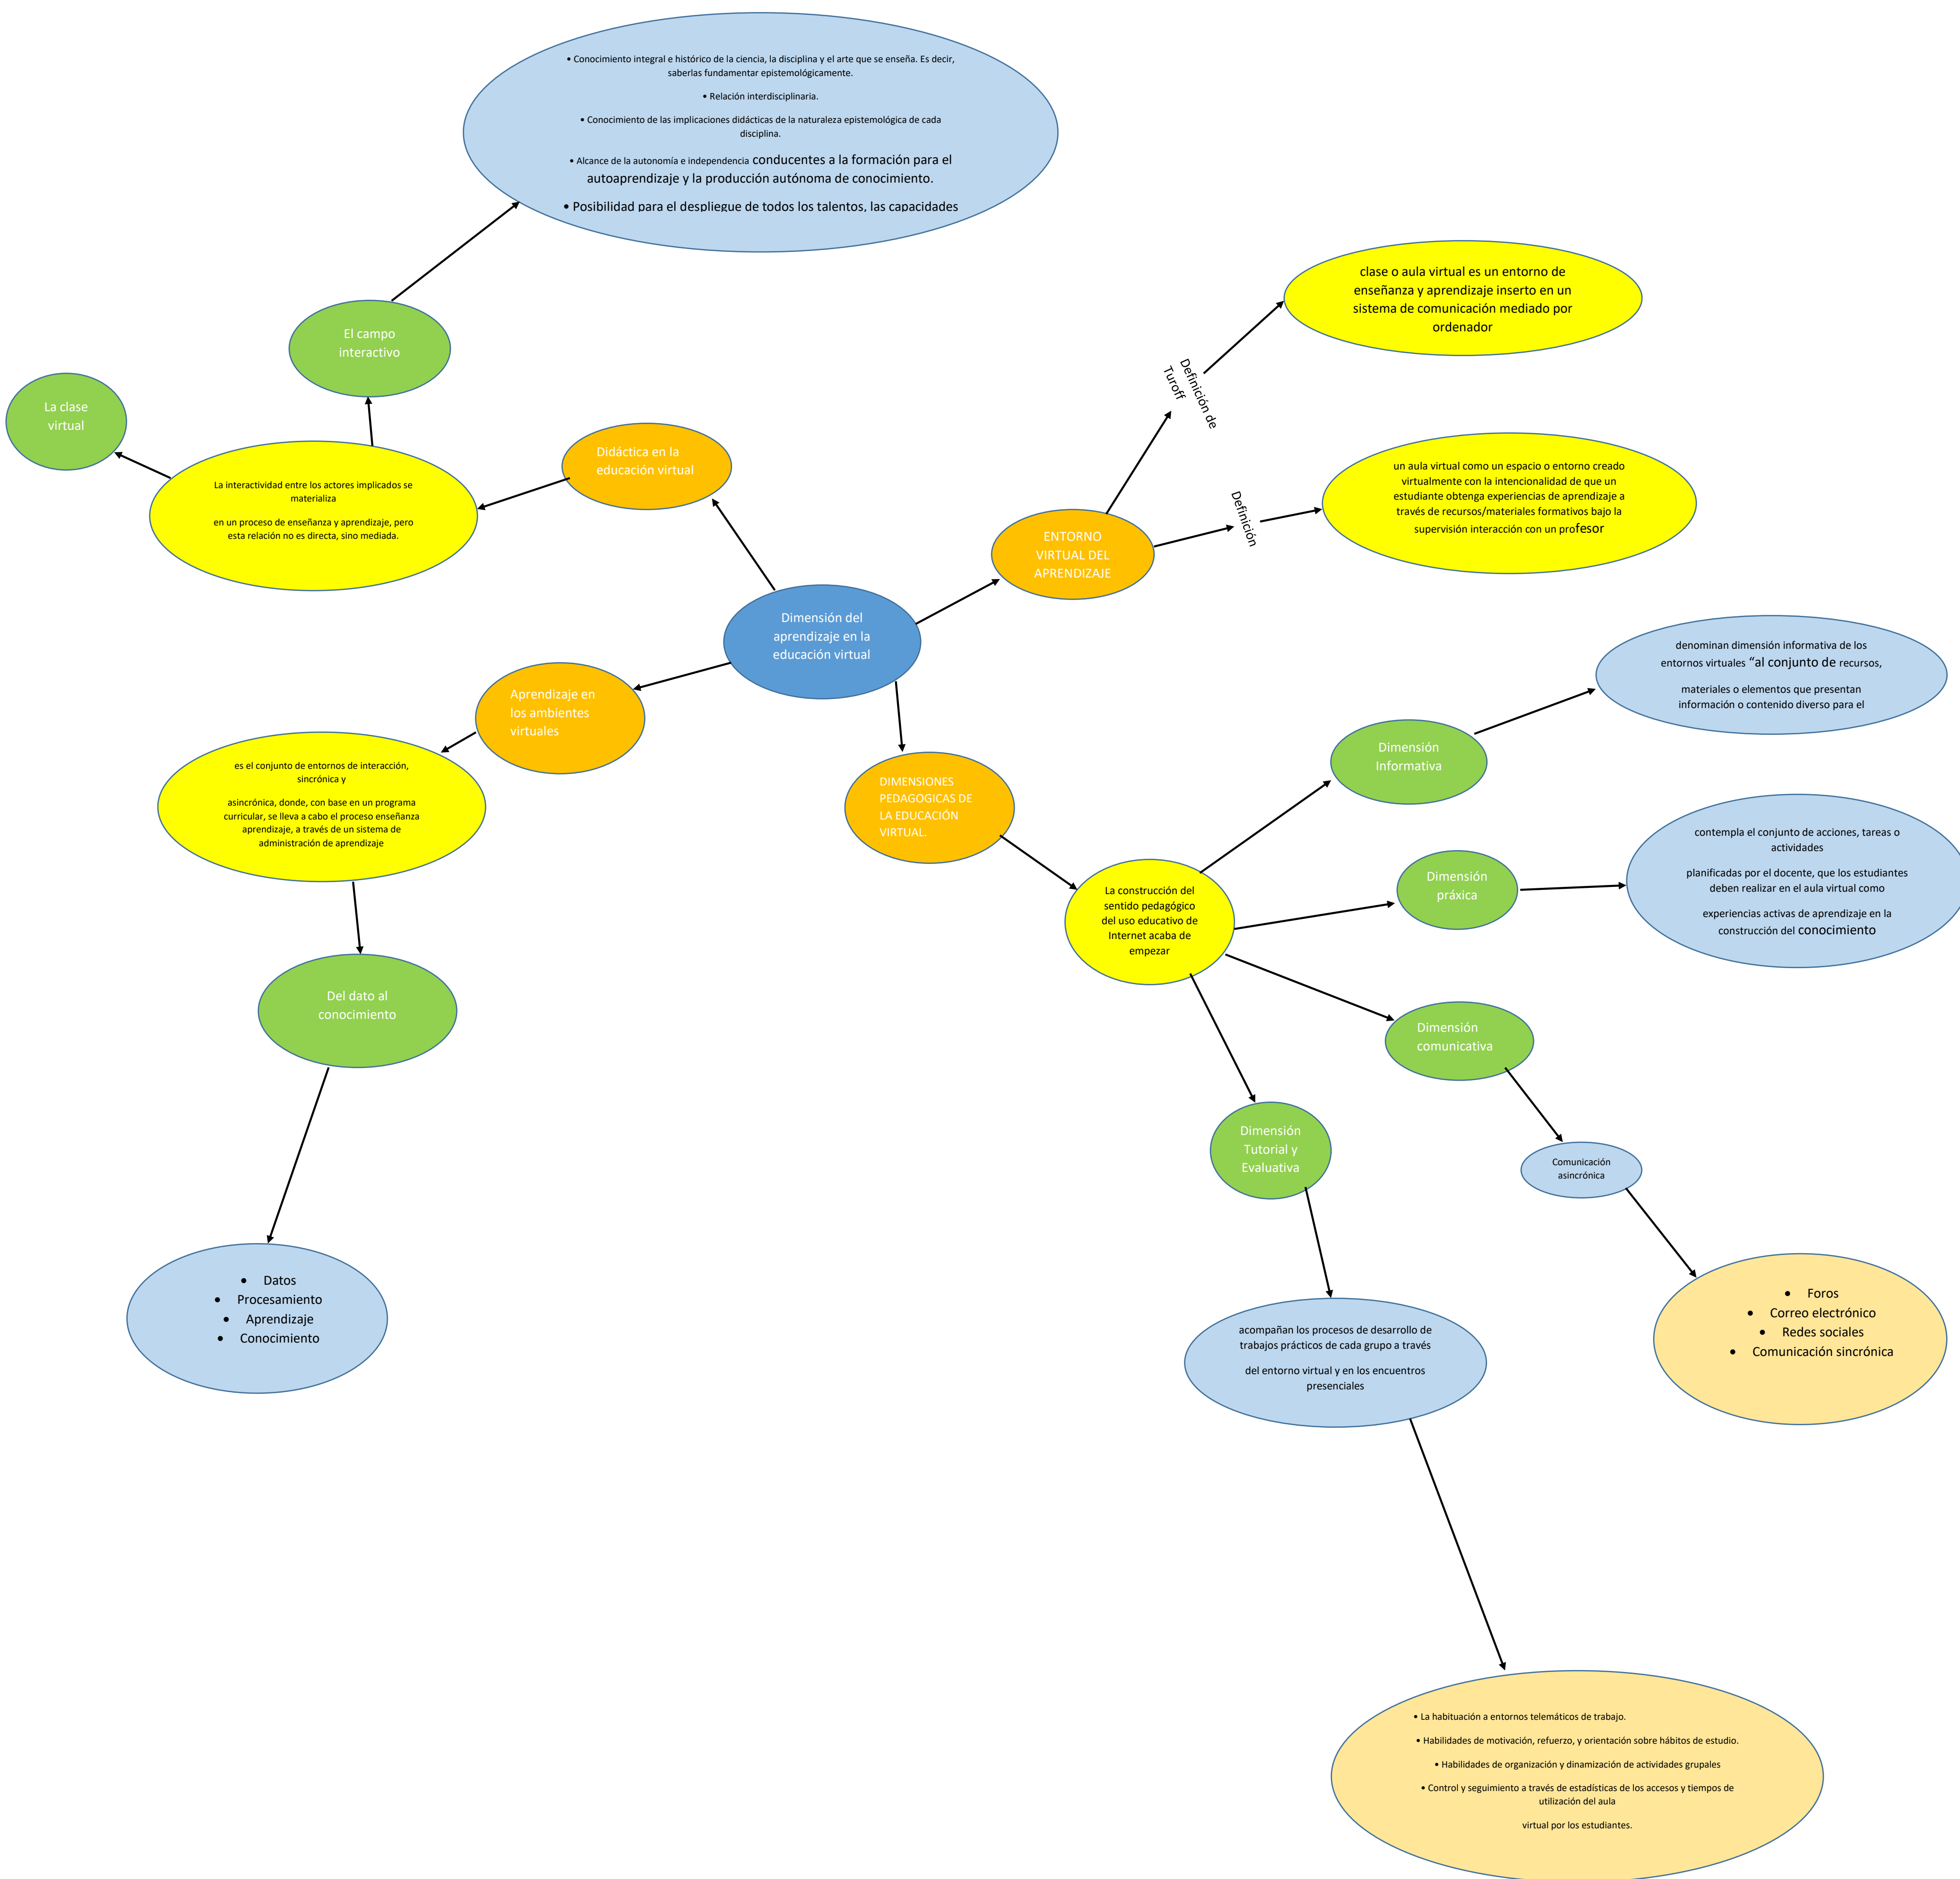 • Conocimiento integral e histórico de la ciencia, la disciplina y el arte que se enseña. Es decir,
saberlas fundamentar epistemológicamente.
• Relación interdisciplinaria.
• Conocimiento de las implicaciones didácticas de la naturaleza epistemológica de cada
disciplina.
• Alcance de la autonomía e independencia conducentes a la formación para el
autoaprendizaje y la producción autónoma de conocimiento.
• Posibilidad para el despliegue de todos los talentos, las capacidades
El campo
interactivo
La clase
virtual
La interactividad entre los actores implicados se
materializa
en un proceso de enseñanza y aprendizaje, pero
esta relación no es directa, sino mediada.
Didáctica en la
educación virtual
clase o aula virtual es un entorno de
enseñanza y aprendizaje inserto en un
sistema de comunicación mediado por
ordenador
Definición de
Turoff
un aula virtual como un espacio o entorno creado
virtualmente con la intencionalidad de que un
estudiante obtenga experiencias de aprendizaje a
través de recursos/materiales formativos bajo la
supervisión interacción con un profesor
Definición
ENTORNO
VIRTUAL DEL
APRENDIZAJE
Dimensión del
aprendizaje en la
educación virtual
Aprendizaje en
los ambientes
virtuales
es el conjunto de entornos de interacción,
sincrónica y
asincrónica, donde, con base en un programa
curricular, se lleva a cabo el proceso enseñanza
aprendizaje, a través de un sistema de
administración de aprendizaje
Del dato al
conocimiento
• Datos
• Procesamiento
• Aprendizaje
• Conocimiento
DIMENSIONES
PEDAGOGICAS DE
LA EDUCACIÓN
VIRTUAL.
La construcción del
sentido pedagógico
del uso educativo de
Internet acaba de
empezar
Dimensión
Informativa
denominan dimensión informativa de los
entornos virtuales “al conjunto de recursos,
materiales o elementos que presentan
información o contenido diverso para el
Dimensión
práxica
contempla el conjunto de acciones, tareas o
actividades
planificadas por el docente, que los estudiantes
deben realizar en el aula virtual como
experiencias activas de aprendizaje en la
construcción del conocimiento
Dimensión
comunicativa
Comunicación
asincrónica
• Foros
• Correo electrónico
• Redes sociales
• Comunicación sincrónica
Dimensión
Tutorial y
Evaluativa
acompañan los procesos de desarrollo de
trabajos prácticos de cada grupo a través
del entorno virtual y en los encuentros
presenciales
• La habituación a entornos telemáticos de trabajo.
• Habilidades de motivación, refuerzo, y orientación sobre hábitos de estudio.
• Habilidades de organización y dinamización de actividades grupales
• Control y seguimiento a través de estadísticas de los accesos y tiempos de
utilización del aula
virtual por los estudiantes.